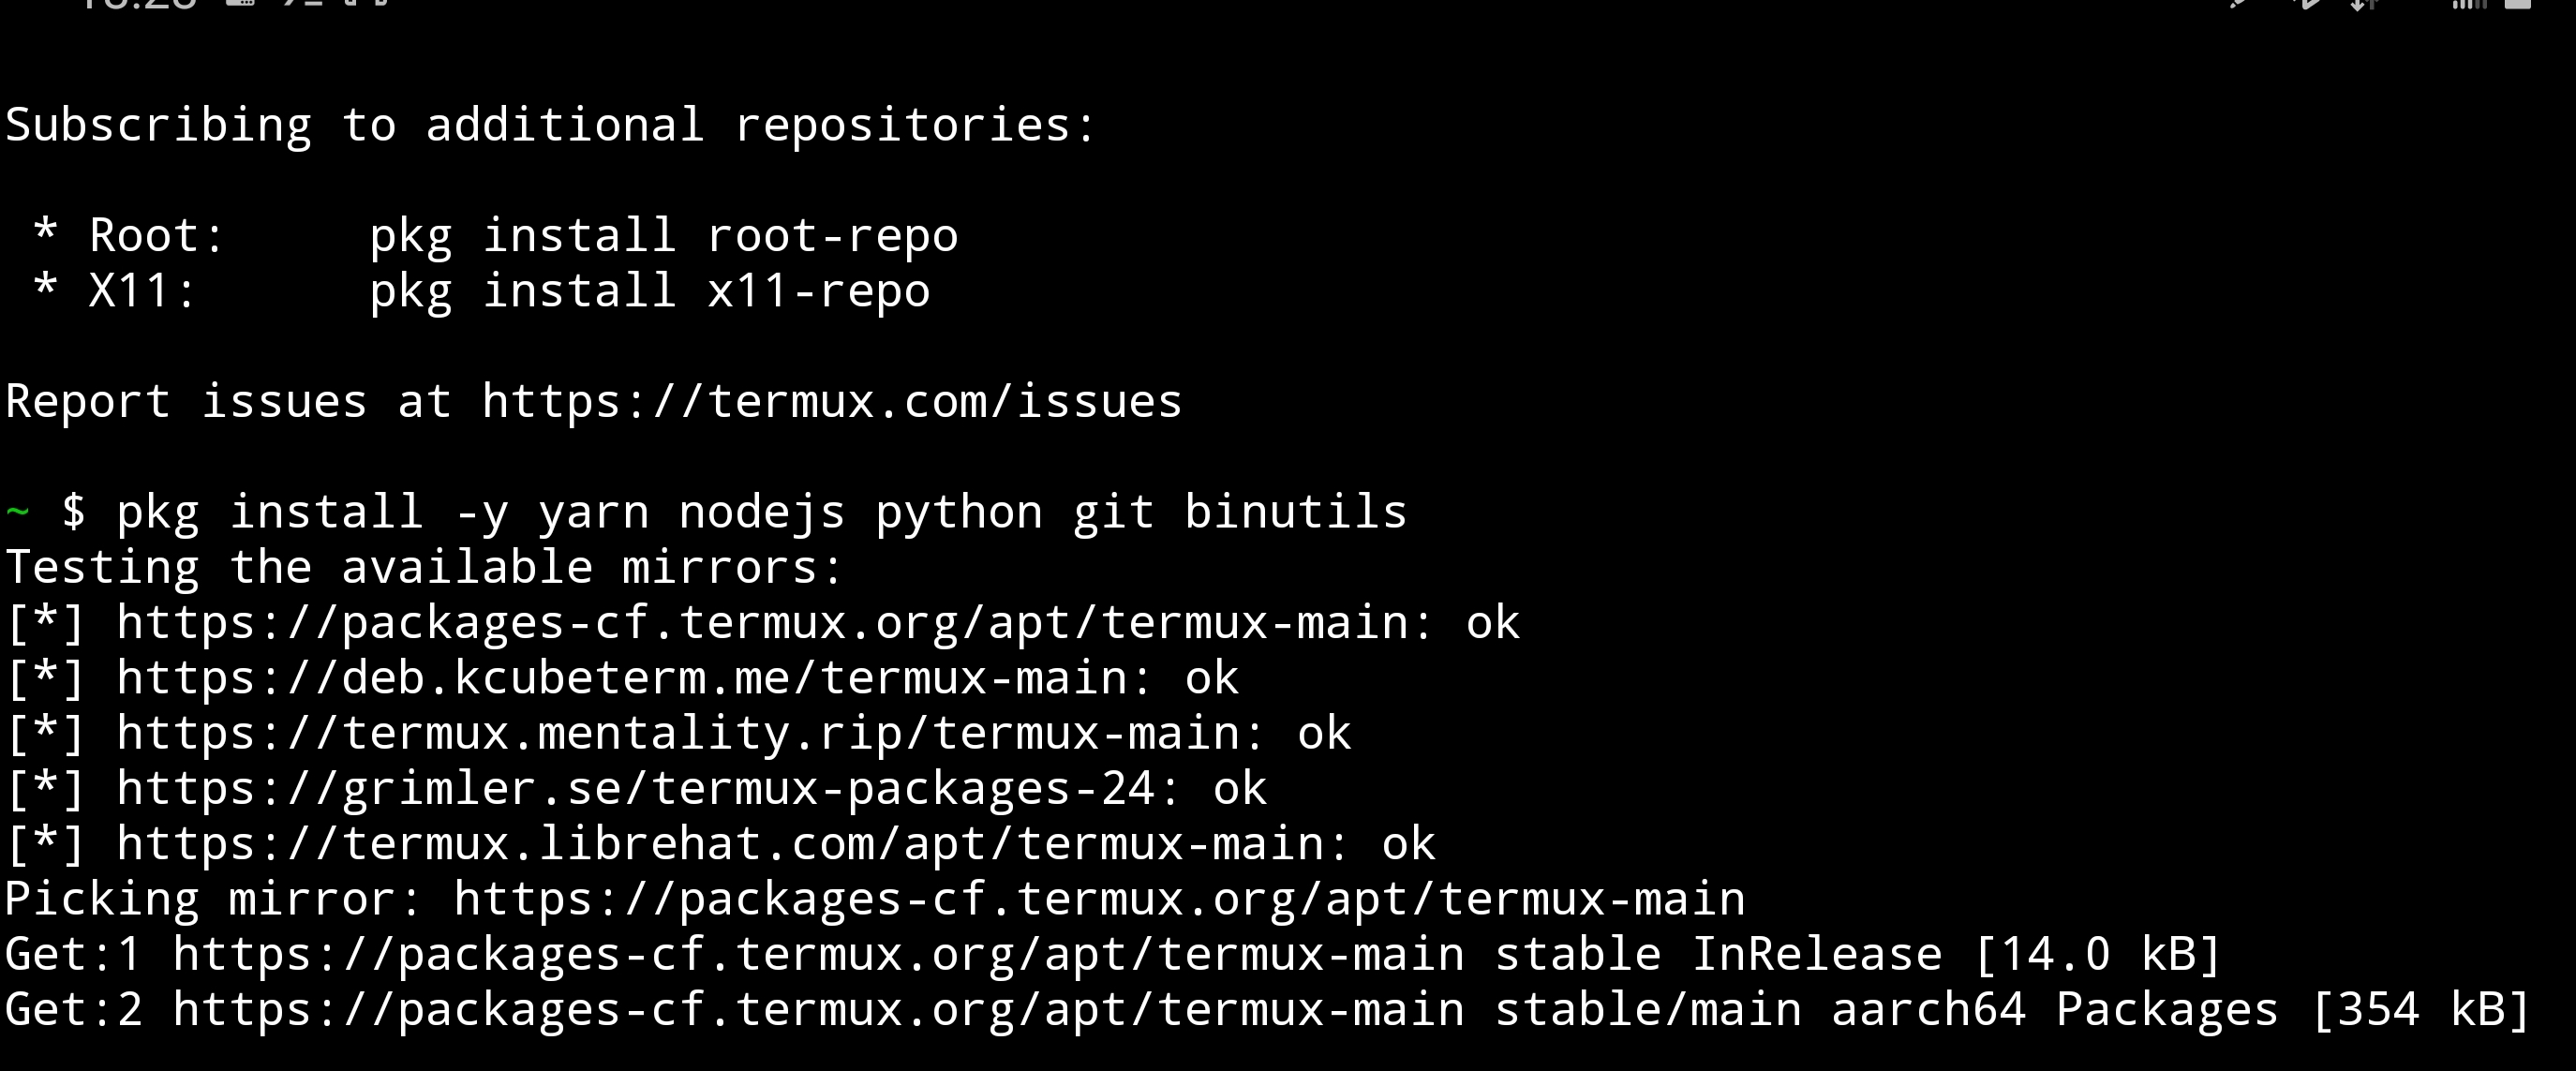 Subscribing to additional repositories:
* Root: pkg install root-repo
* X11: pkg install x11-repo
Report issues at https://termux.com/issues
~ $ pkg install -y yarn nodejs python git binutils
Testing the available mirrors:
[*] https://packages-cf.termux.org/apt/termux-main: ok
[*] https://deb.kcubeterm.me/termux-main: ok
[*] https://termux.mentality.rip/termux-main: ok
[*] https://grimler.se/termux-packages-24: ok
[*] https://termux.librehat.com/apt/termux-main: ok
Picking mirror: https://packages-cf.termux.org/apt/termux-main
Get:1 https://packages-cf.termux.org/apt/termux-main stable InRelease [14.0 kB]
Get:2 https://packages-cf.termux.org/apt/termux-main stable/main aarch64 Packages [354 kB]